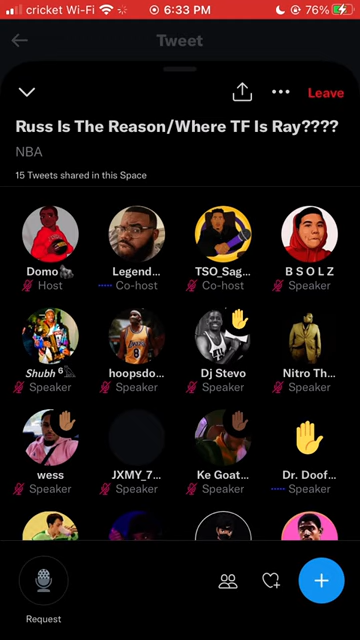 cricket Wi-Fi 6:33 PM 76%
Tweet
Leave
Russ Is The Reason/Where TF Is Ray????
NBA
15 Tweets shared in this Space
Domo Legend... TSO_Sag... B S O L Z
Host Co-host Co-host Speaker
Shubh⁶ hoopsdo... Dj Stevo Nitro Th...
Speaker Speaker Speaker Speaker
wess JXMY_7... Ke Goat... Dr. Doof...
Speaker Speaker Speaker Speaker
Request